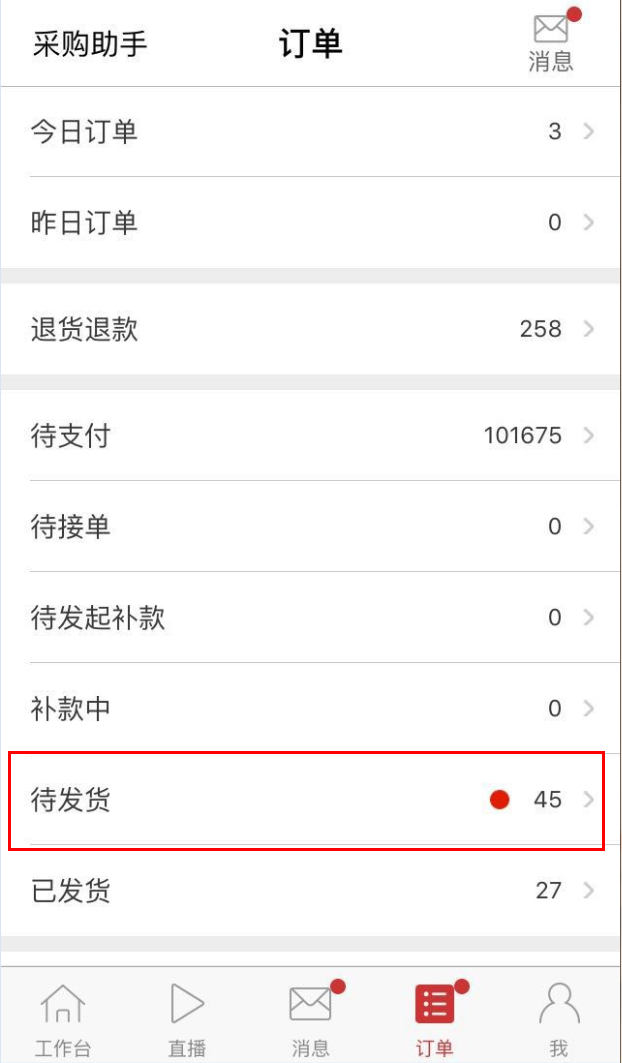 采购助手 订单
消息
今日订单 3
昨日订单 0
退货退款 258
待支付 101675
待接单 0
待发起补款 0
补款中 0
待发货 45
已发货 27
工作台 直播 消息 订单 我